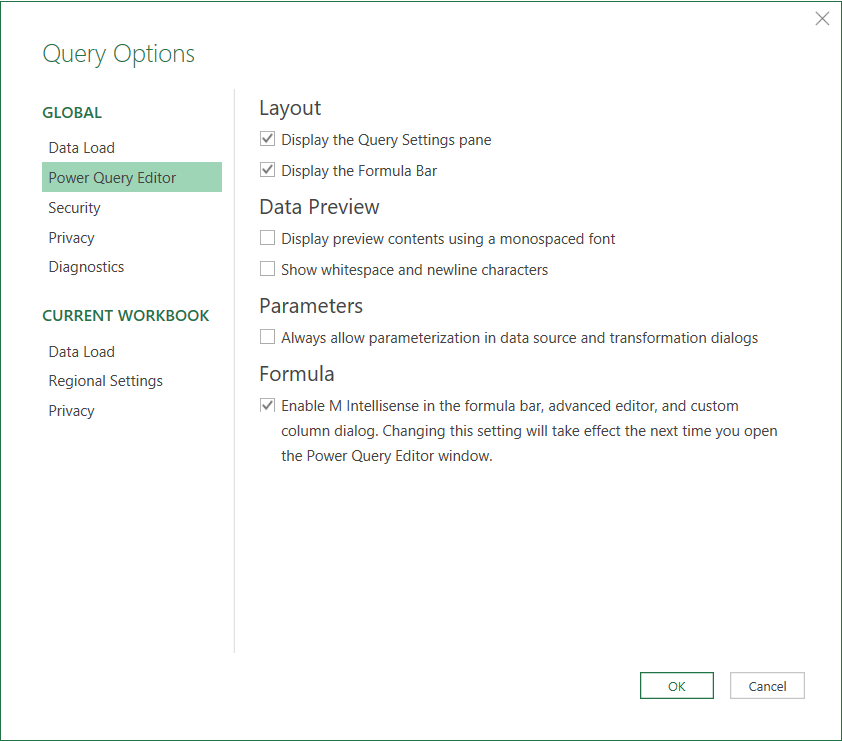 Query Options
GLOBAL
Data Load
Power Query Editor
Security
Privacy
Diagnostics
CURRENT WORKBOOK
Data Load
Regional Settings
Privacy
Layout
Display the Query Settings pane
Display the Formula Bar
Data Preview
Display preview contents using a monospaced font
Show whitespace and newline characters
Parameters
Always allow parameterization in data source and transformation dialogs
Formula
Enable M Intellisense in the formula bar, advanced editor, and custom
column dialog. Changing this setting will take effect the next time you open
the Power Query Editor window.
OK
Cancel